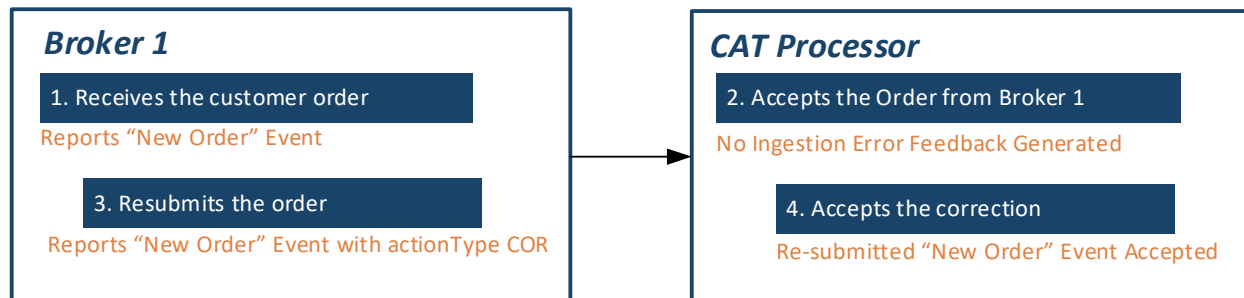 Broker 1
1. Receives the customer order
Reports “New Order” Event
3. Resubmits the order
Reports “New Order” Event with actionType COR
CAT Processor
2. Accepts the Order from Broker 1
No Ingestion Error Feedback Generated
4. Accepts the correction
Re-submitted “New Order” Event Accepted